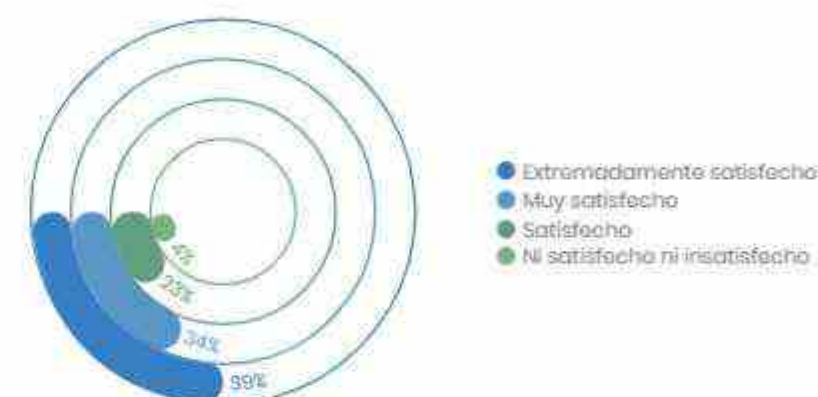 4%
23%
34%
39%
Extremadamente satisfecho
Muy satisfecho
Satisfecho
Ni satisfecho ni insatisfecho